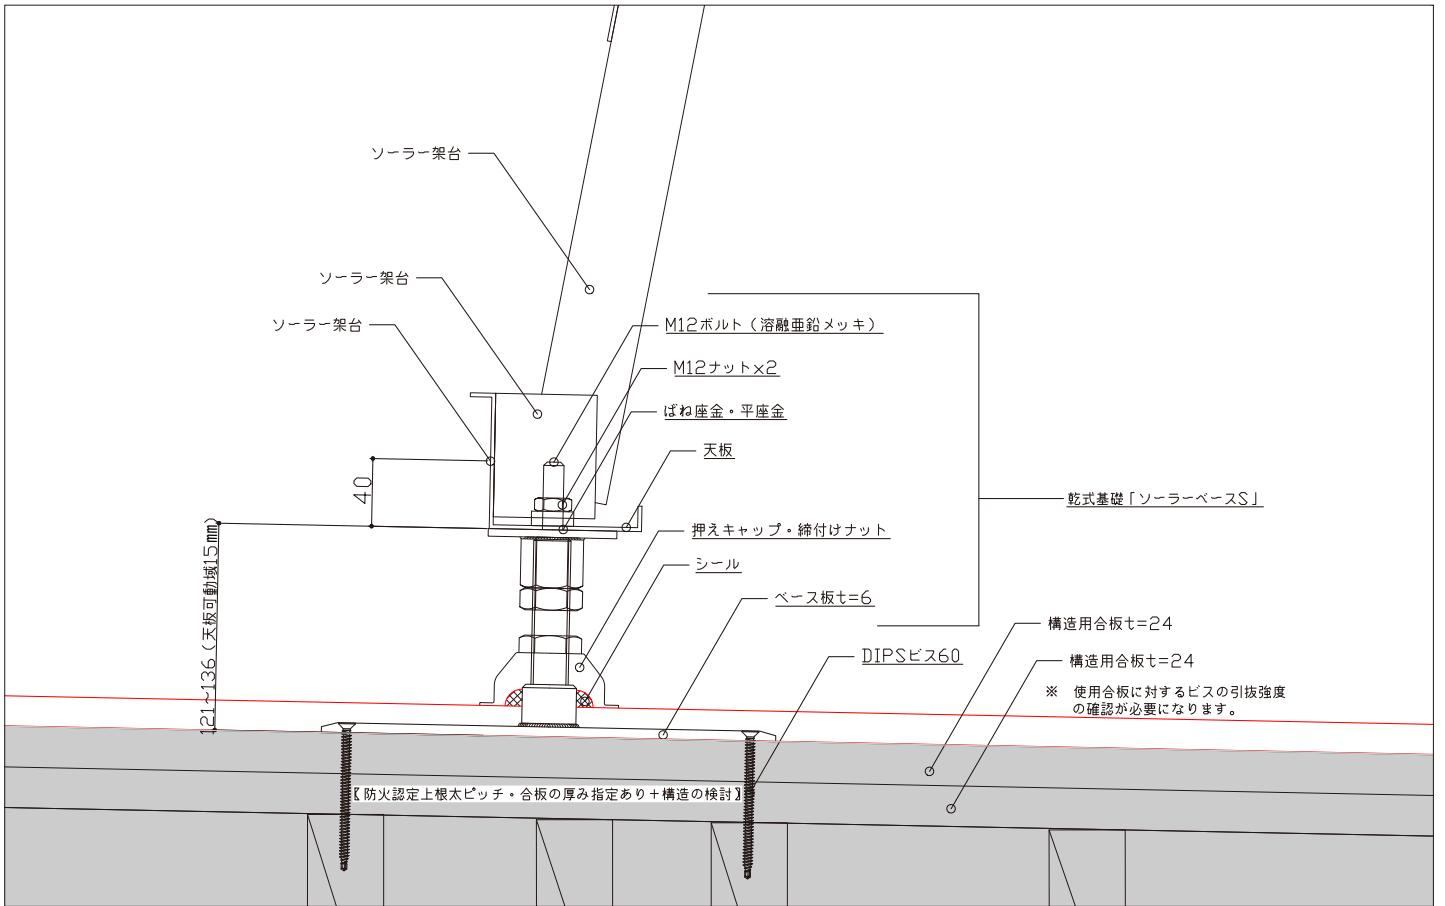 ソーラー架台
ソーラー架台
ソーラー架台
M12ボルト（溶融亜鉛メッキ）
M12ナット×2
ばね座金・平座金
天板
40
乾式基礎「ソーラーベースS」
押えキャップ・締付けナット
シール
121~136（天板可動域15mm）
ベース板t=6
構造用合板t=24
DIPSビス60
構造用合板t=24
※ 使用合板に対するビスの引抜強度
の確認が必要になります。
【防火認定上根太ピッチ・合板の厚み指定あり＋構造の検討】